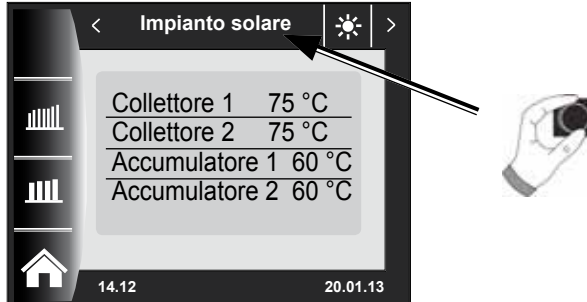 < Impianto solare >
Collettore 1 75 °C
Collettore 2 75 °C
Accumulatore 1 60 °C
Accumulatore 2 60 °C
14.12 20.01.13